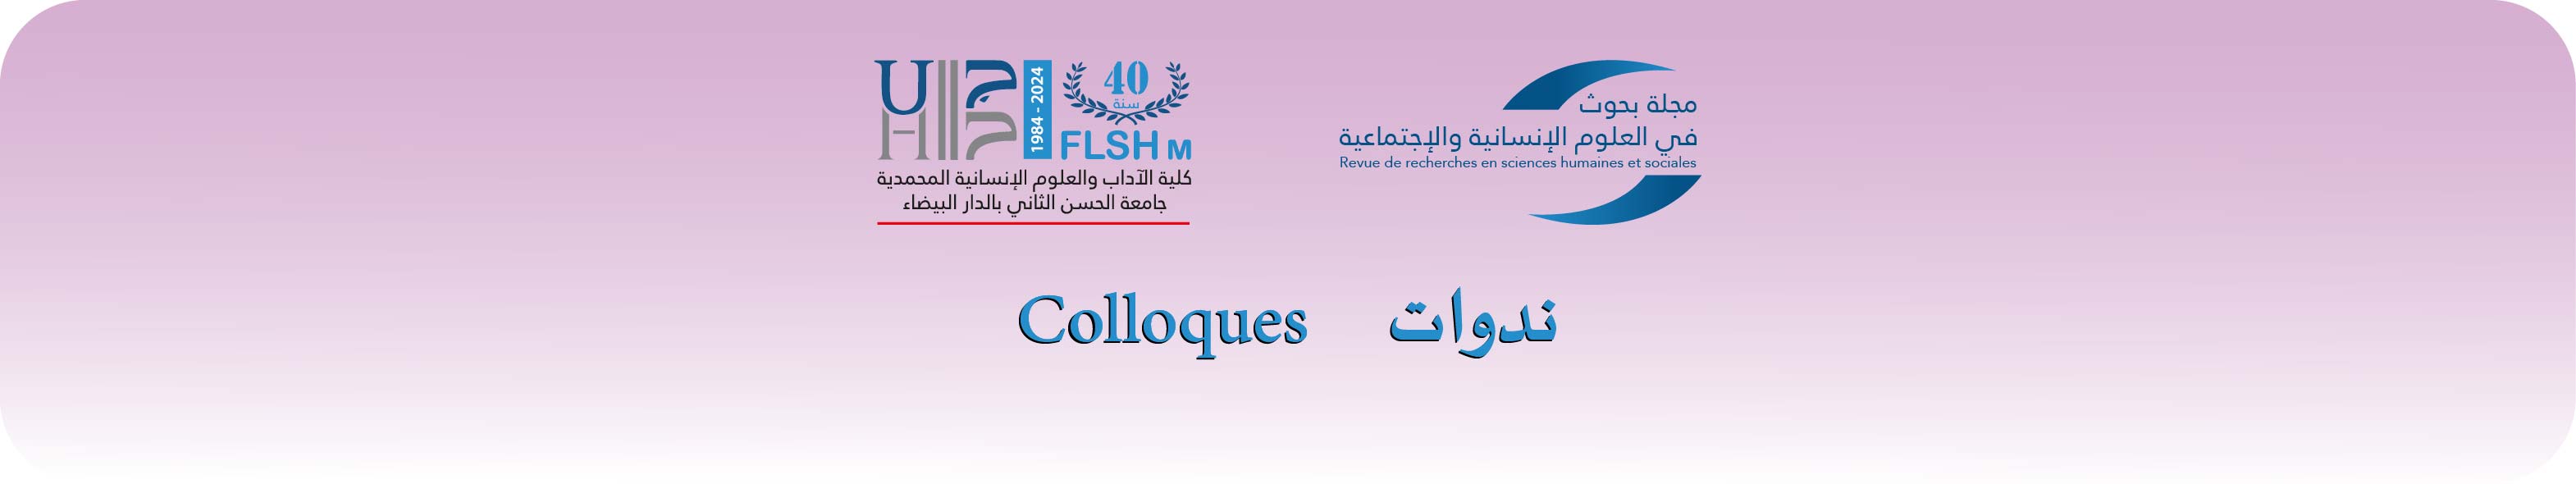 UH
1984 - 2024
40
سنة
FLSH M
كلية الآداب والعلوم الإنسانية المحمدية
جامعة الحسن الثاني بالدار البيضاء
مجلة بحوث
في العلوم الإنسانية والإجتماعية
Revue de recherches en sciences humaines et sociales
Colloques ندوات